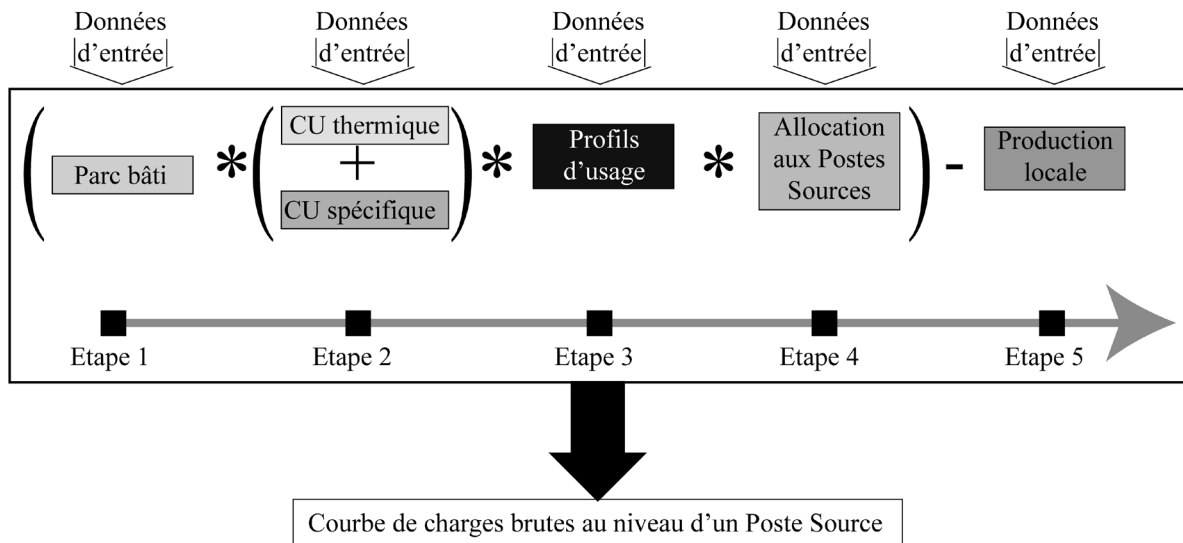 Données
d’entrée
Données
d’entrée
Données
d’entrée
Données
d’entrée
Données
d’entrée
(
Parc bâti
*
(
CU thermique
+
CU spécifique
)
*
Profils
d’usage
*
Allocation
aux Postes
Sources
)
-
Production
locale
Etape 1
Etape 2
Etape 3
Etape 4
Etape 5
Courbe de charges brutes au niveau d’un Poste Source